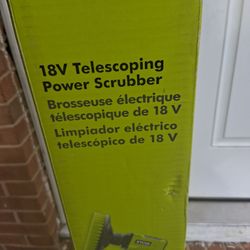 18V Telescoping
Power Scrubber
Brosseuse électrique
télescopique de 18 V
Limpiador eléctrico
telescópico de 18 V